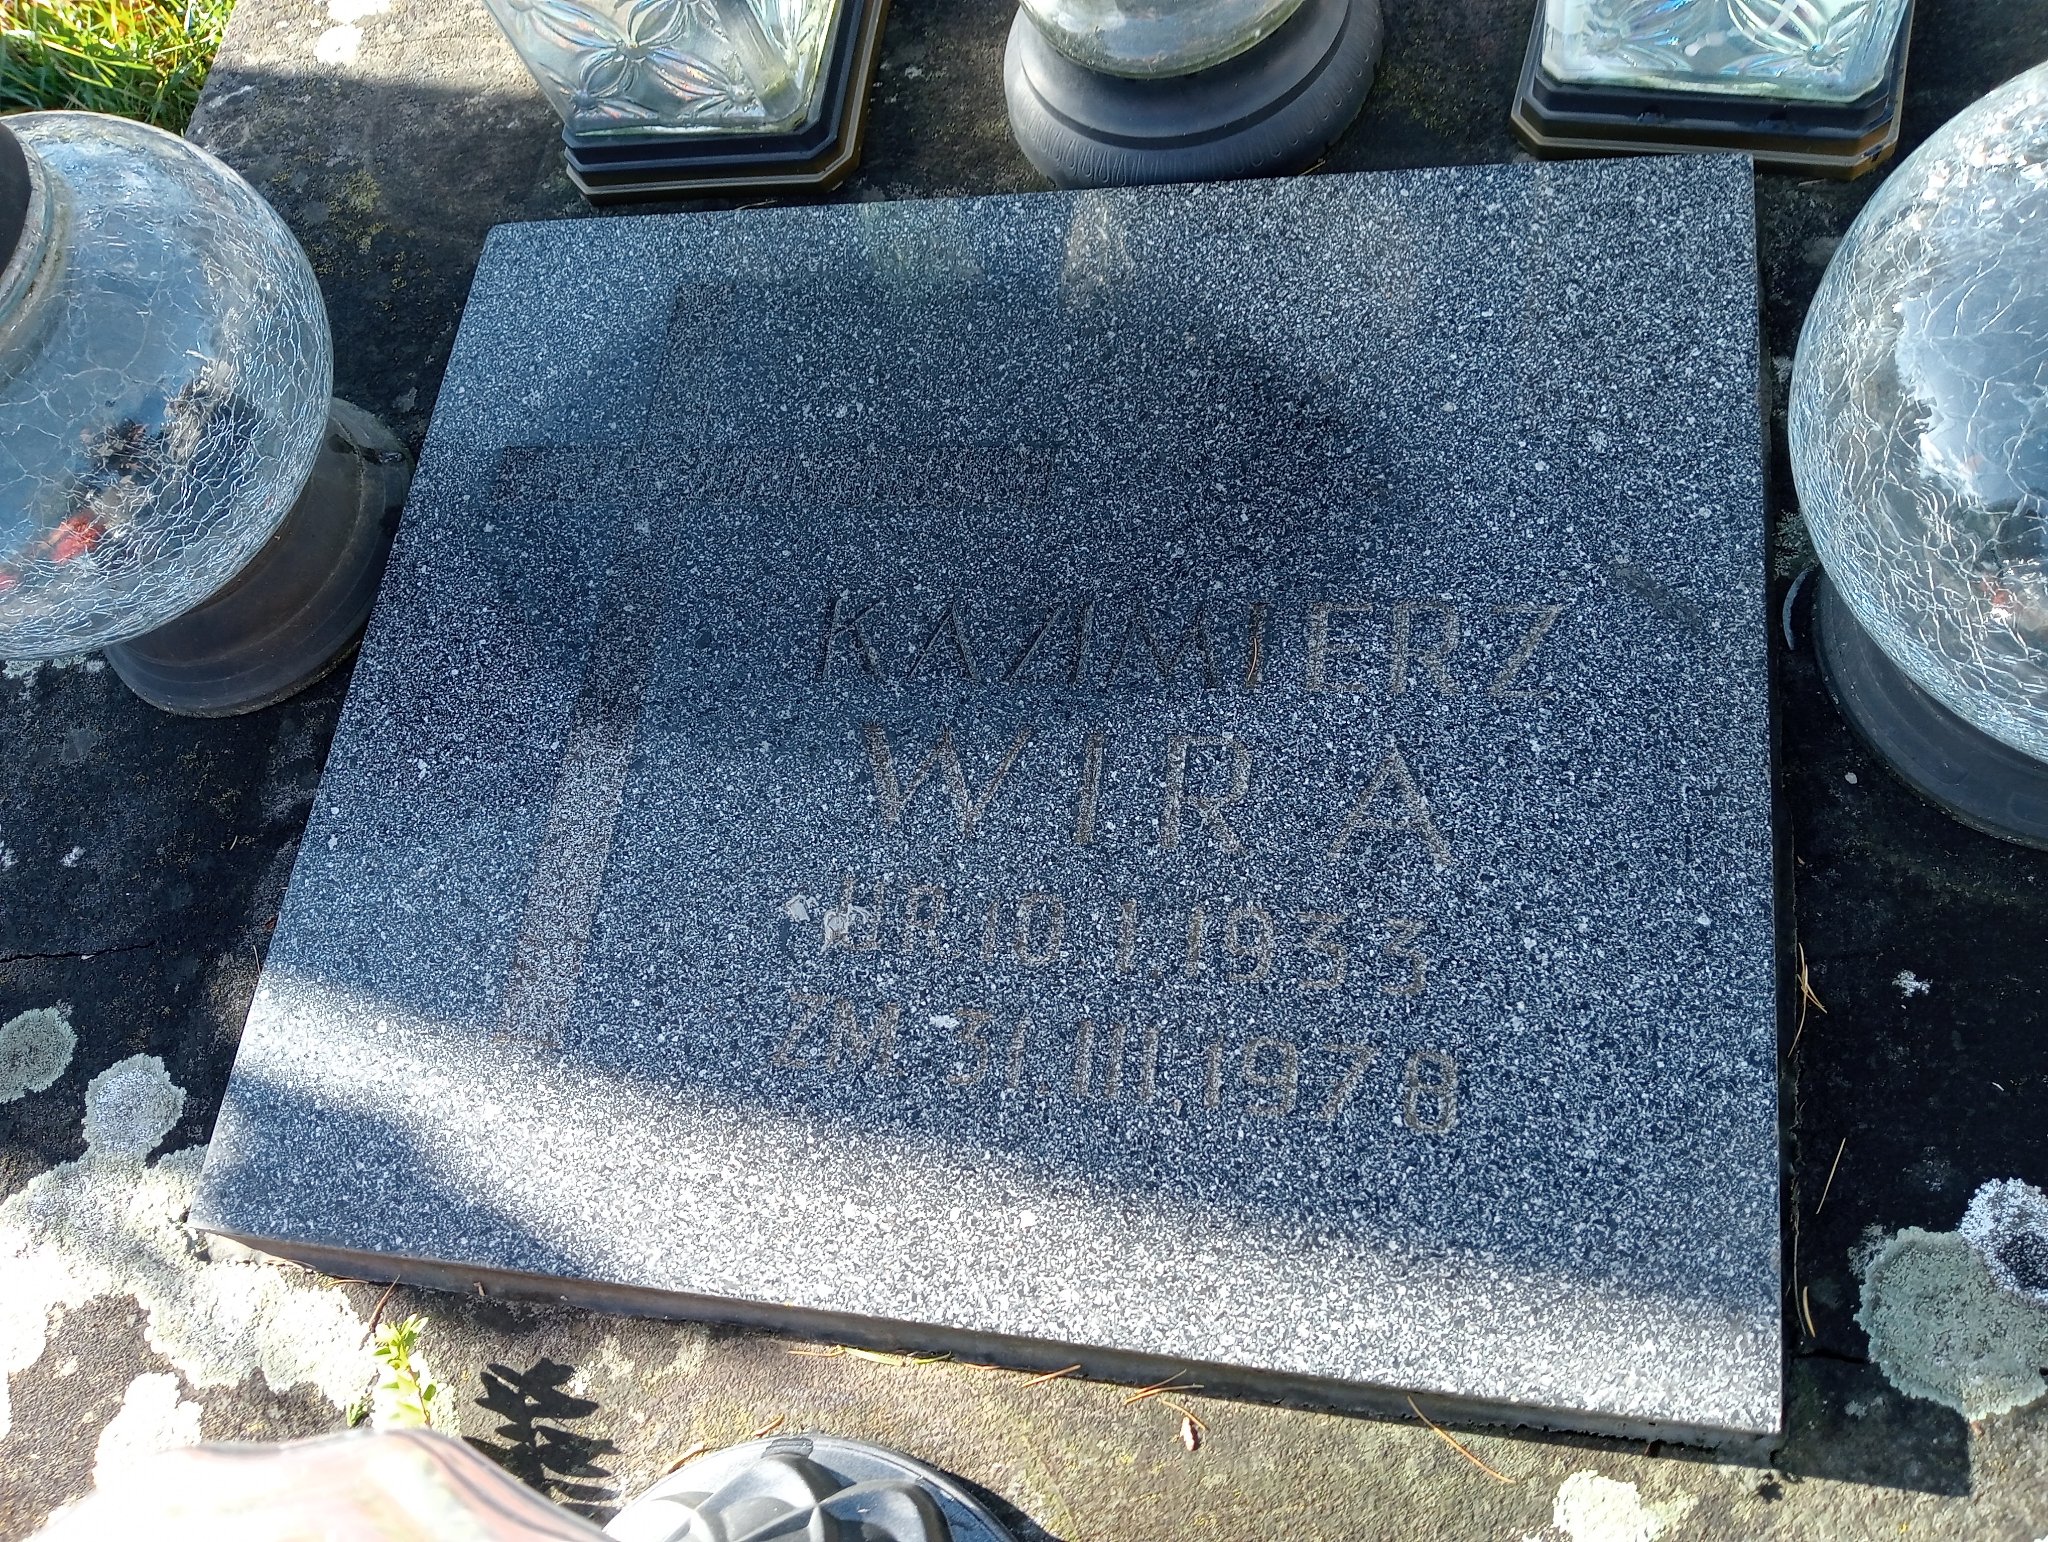 KAZIMIERZ
WIRA
UR 10.I.1933
ZM. 31.III.1978